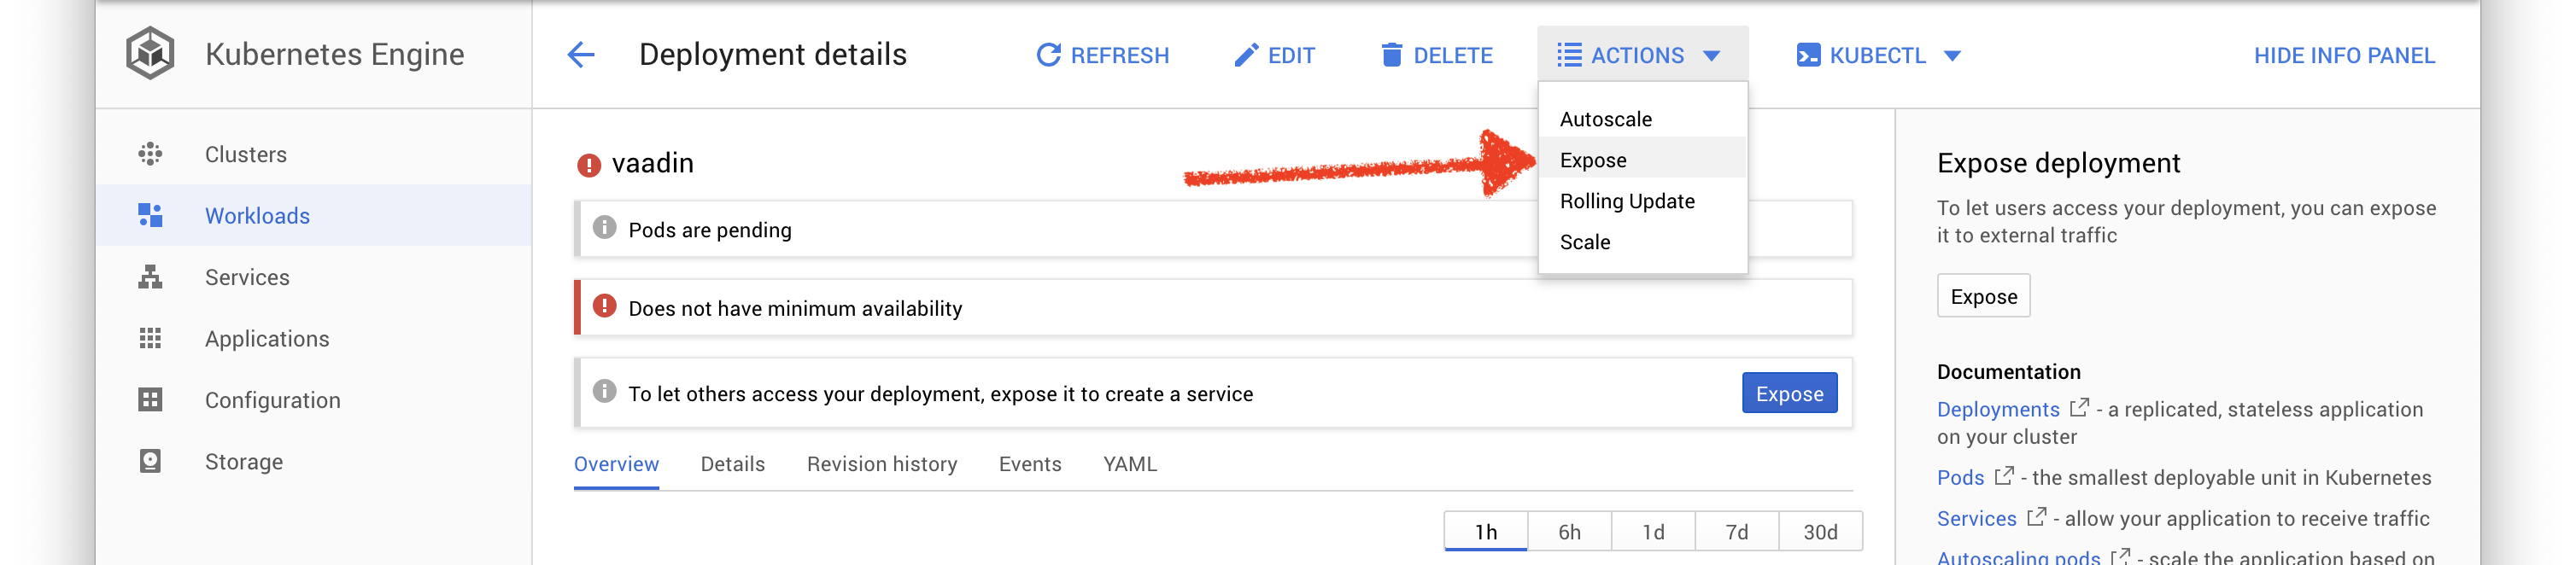 Kubernetes Engine
Deployment details
REFRESH
EDIT
DELETE
ACTIONS
KUBECTL
HIDE INFO PANEL
Clusters
Workloads
Services
Applications
Configuration
Storage
Autoscale
Expose
Rolling Update
Scale
vaadin
Pods are pending
Does not have minimum availability
To let others access your deployment, expose it to create a service
Expose
Overview
Details
Revision history
Events
YAML
1h
6h
1d
7d
30d
Expose deployment
To let users access your deployment, you can expose
it to external traffic
Expose
Documentation
Deployments - a replicated, stateless application
on your cluster
Pods - the smallest deployable unit in Kubernetes
Services - allow your application to receive traffic
Autoscaling pods - scale the application based on